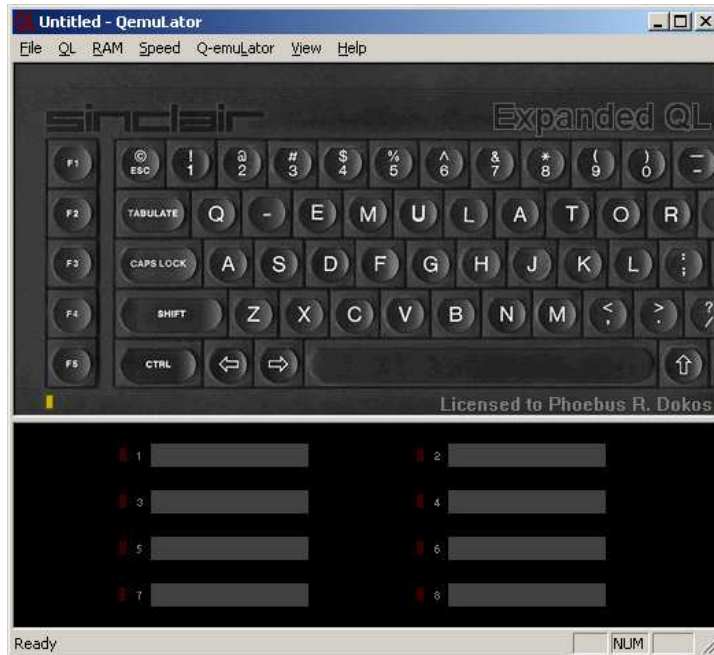 QL Untitled - QemuLator
File QL RAM Speed Q-emuLator View Help
sinclair Expanded QL
F1 © ESC ! 1 @ 2 # 3 $ 4 % 5 ^ 6 & 7 * 8 ( 9 ) 0 — -
F2 TABULATE Q - E M U L A T O R
F3 CAPS LOCK A S D F G H J K L : ;
F4 SHIFT Z X C V B N M < , > . ? /
F5 CTRL
Licensed to Phoebus R. Dokos
1 2
3 4
5 6
7 8
Ready NUM